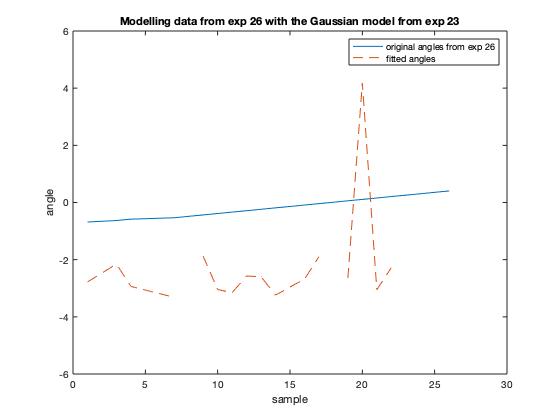 Modelling data from exp 26 with the Gaussian model from exp 23
original angles from exp 26
fitted angles
6
4
2
0
-2
-4
-6
angle
0 5 10 15 20 25 30
sample